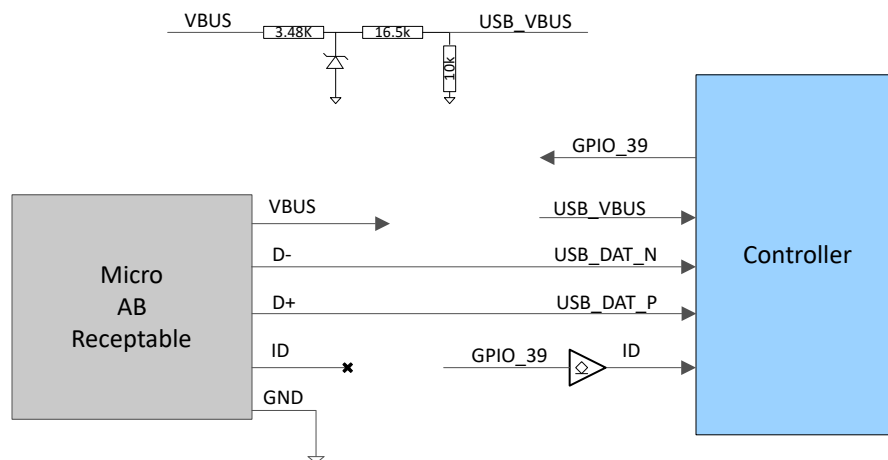 VBUS
3.48K
16.5k
USB_VBUS
10k
GPIO_39
VBUS
USB_VBUS
D-
USB_DAT_N
Micro
AB
Receptable
Controller
D+
USB_DAT_P
ID
GPIO_39
ID
GND